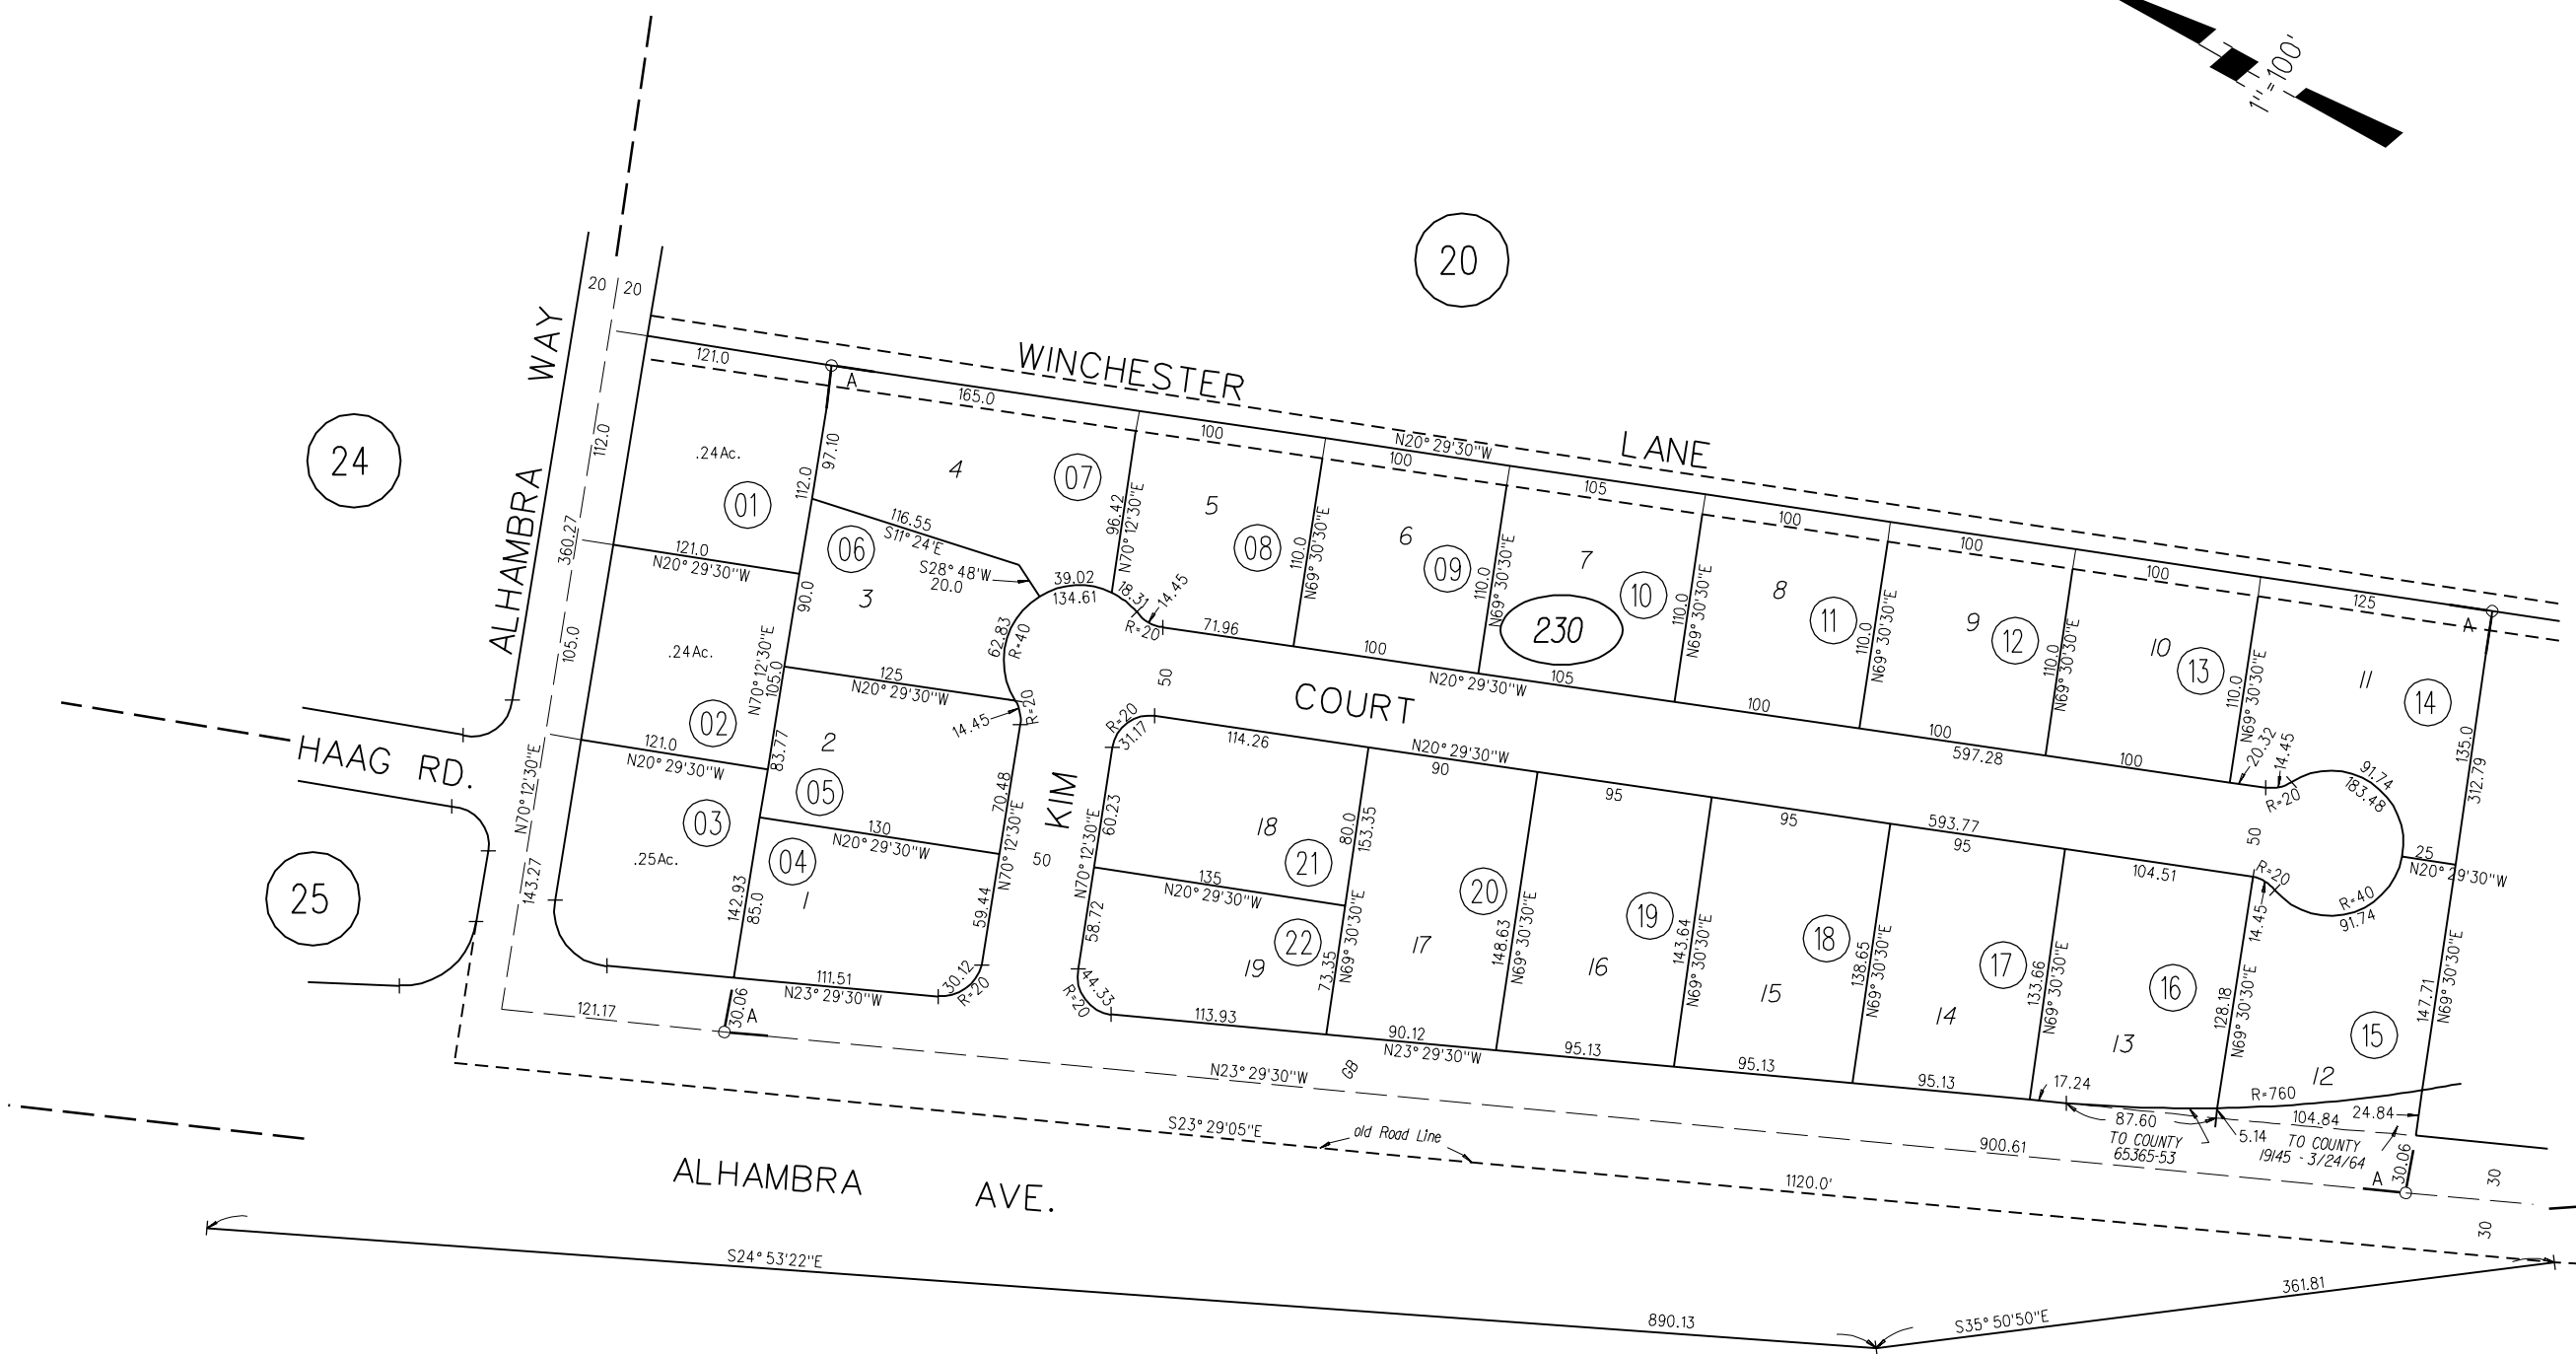 1"=100'
20
24
25
230
ALHAMBRA WAY
20
20
HAAG RD.
WINCHESTER LANE
KIM COURT
ALHAMBRA AVE.
121.0
A
165.0
100
N20°29'30"W
100
105
100
100
100
125
A
112.0
360.27
105.0
N70°12'30"E
143.27
121.17
.24Ac.
01
121.0
N20°29'30"W
.24Ac.
02
121.0
N20°29'30"W
03
.25Ac.
97.10
112.0
90.0
N70°12'30"E
105.0
83.77
142.93
85.0
30.06
A
4
07
116.55
S11°24'E
S28°48'W
20.0
06
3
39.02
134.61
62.83
R=40
18.31
14.45
R=20
125
N20°29'30"W
14.45
R=20
2
05
70.48
N70°12'30"E
130
N20°29'30"W
04
1
59.44
111.51
N23°29'30"W
30.12
R=20
50
50
96.42
N70°12'30"E
5
08
71.96
110.0
N69°30'30"E
6
09
100
110.0
N69°30'30"E
7
10
N20°29'30"W
105
110.0
N69°30'30"E
8
11
100
110.0
N69°30'30"E
9
12
100
597.28
110.0
N69°30'30"E
10
13
100
110.0
N69°30'30"E
20.32
14.45
R=20
11
14
135.0
312.79
91.74
183.48
50
25
N20°29'30"W
R=20
R=40
91.74
14.45
R=20
31.17
114.26
N20°29'30"W
90
95
95
593.77
95
104.51
60.23
N70°12'30"E
18
21
80.0
153.35
135
N20°29'30"W
58.72
19
22
73.35
N69°30'30"E
44.33
R=20
113.93
17
20
148.63
N69°30'30"E
90.12
N23°29'30"W
16
19
143.64
N69°30'30"E
95.13
15
18
138.65
N69°30'30"E
95.13
14
17
133.66
N69°30'30"E
95.13
13
16
128.18
N69°30'30"E
17.24
12
15
147.71
N69°30'30"E
R=760
87.60
TO COUNTY
65365-53
5.14
104.84
24.84
TO COUNTY
19145 - 3/24/64
30.06
A
30
30
N23°29'30"W
GB
900.61
S23°29'05"E
old Road Line
1120.0'
S24°53'22"E
890.13
S35°50'50"E
361.81